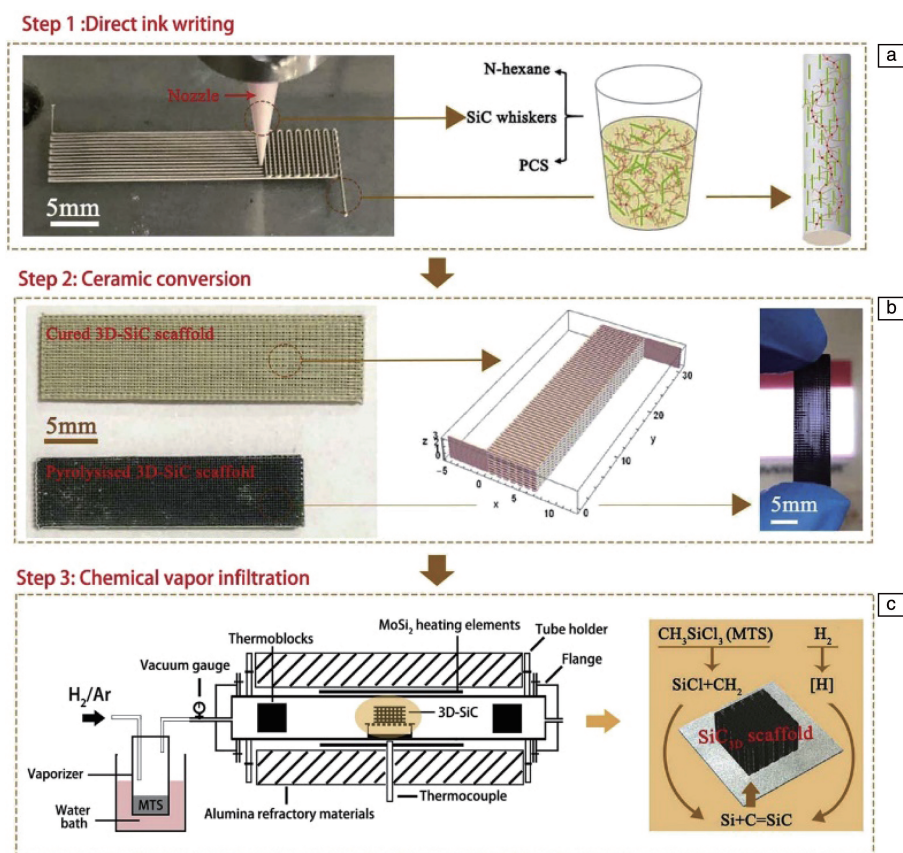 Step 1 :Direct ink writing
a
Nozzle
5mm
N-hexane
SiC whiskers
PCS
Step 2: Ceramic conversion
b
Cured 3D-SiC scaffold
5mm
Pyrolysised 3D-SiC scaffold
z
3
0
-5
0
5
10
x
0
10
20
30
y
5mm
Step 3: Chemical vapor infiltration
c
H2/Ar
Vaporizer
Water
bath
MTS
Vacuum gauge
Thermoblocks
MoSi2 heating elements
Tube holder
Flange
3D-SiC
Alumina refractory materials
Thermocouple
CH3SiCl3 (MTS)
H2
SiCl+CH2
[H]
SiC3D scaffold
Si+C=SiC